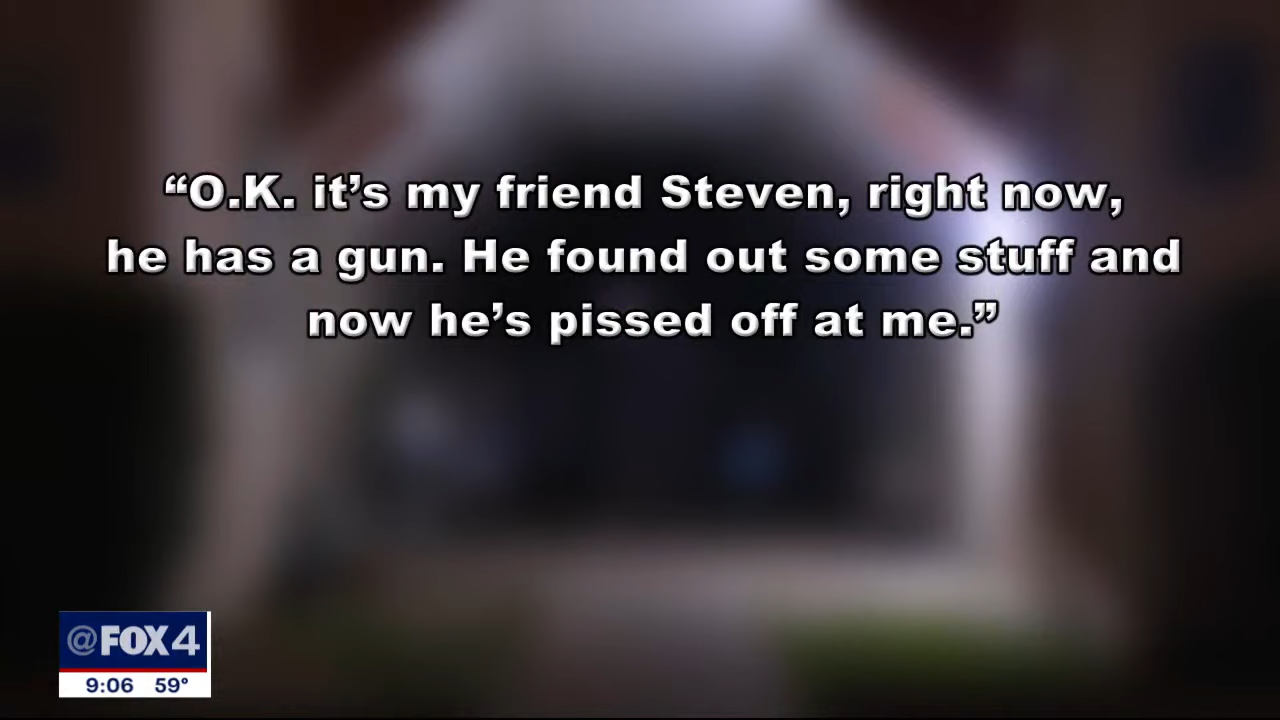 “O.K. it’s my friend Steven, right now,
he has a gun. He found out some stuff and
now he’s pissed off at me.”
@FOX4
9:06 59°